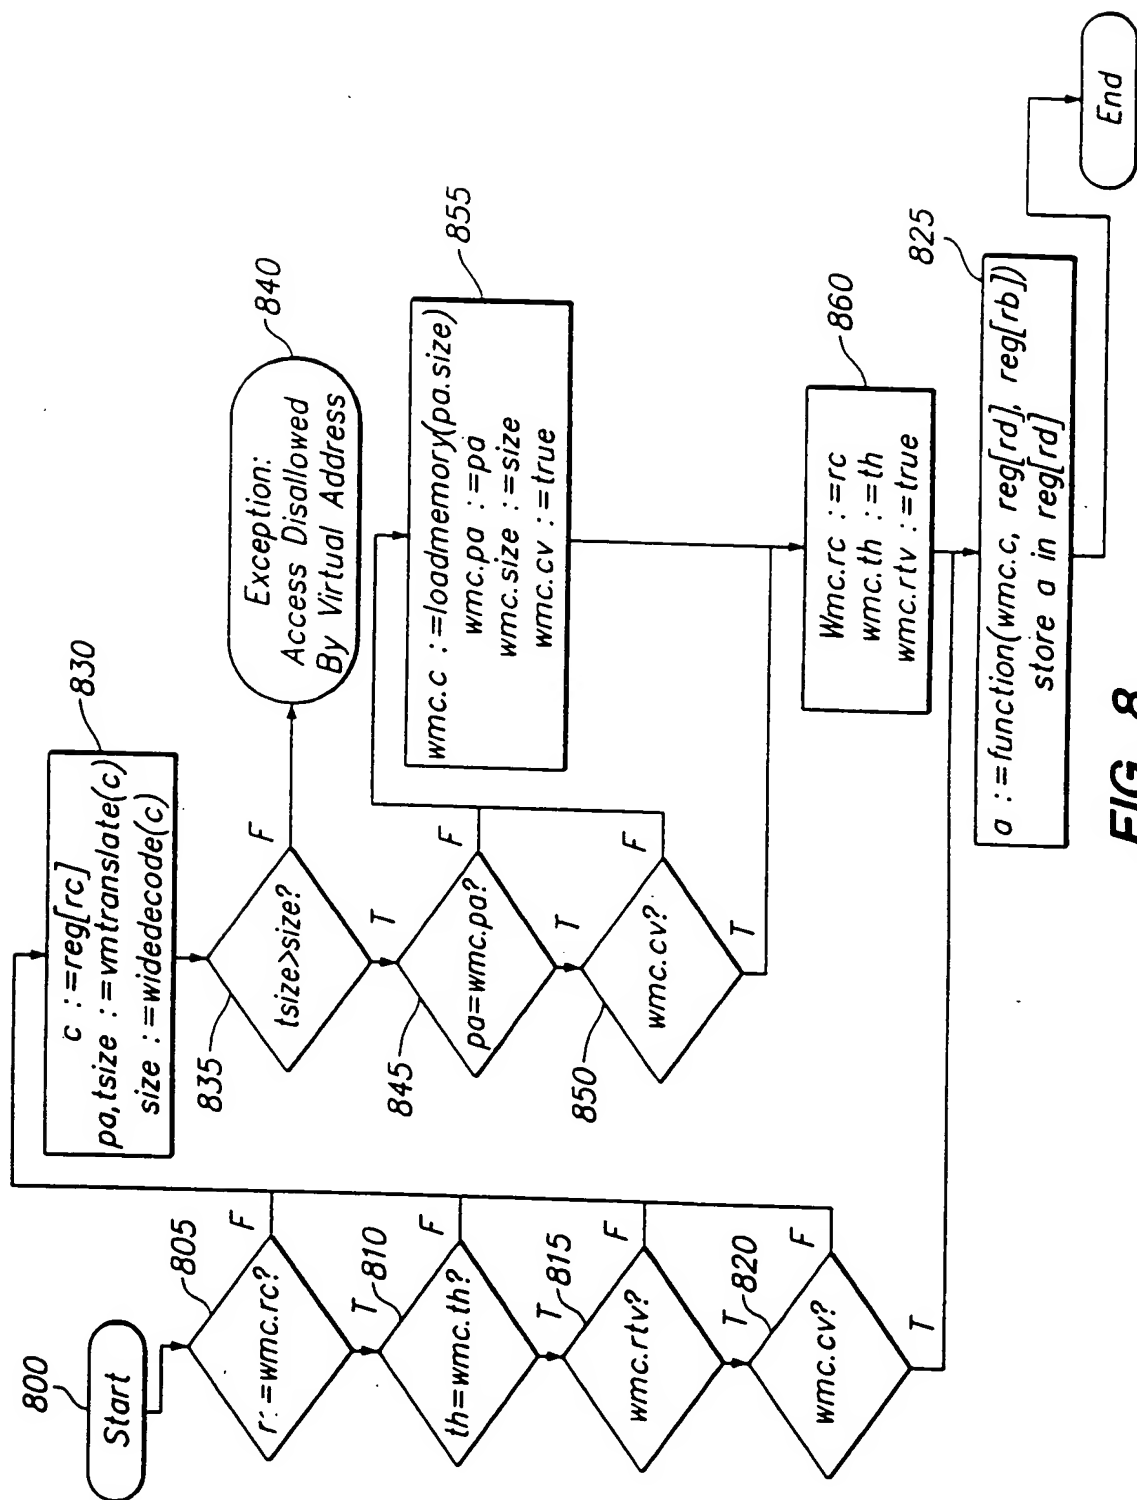 800
Start
805
r:=wmc.rc?
F
T
810
th=wmc.th?
F
T
815
wmc.rtv?
F
T
820
wmc.cv?
F
T
830
c :=reg[rc]
pa,tsize :=vmtranslate(c)
size :=widedecode(c)
835
tsize>size?
F
T
840
Exception:
Access Disallowed
By Virtual Address
845
pa=wmc.pa?
F
T
850
wmc.cv?
F
T
855
wmc.c :=loadmemory(pa.size)
wmc.pa :=pa
wmc.size :=size
wmc.cv :=true
860
Wmc.rc :=rc
wmc.th :=th
wmc.rtv :=true
825
a :=function(wmc.c, reg[rd], reg[rb])
store a in reg[rd]
End
FIG. 8